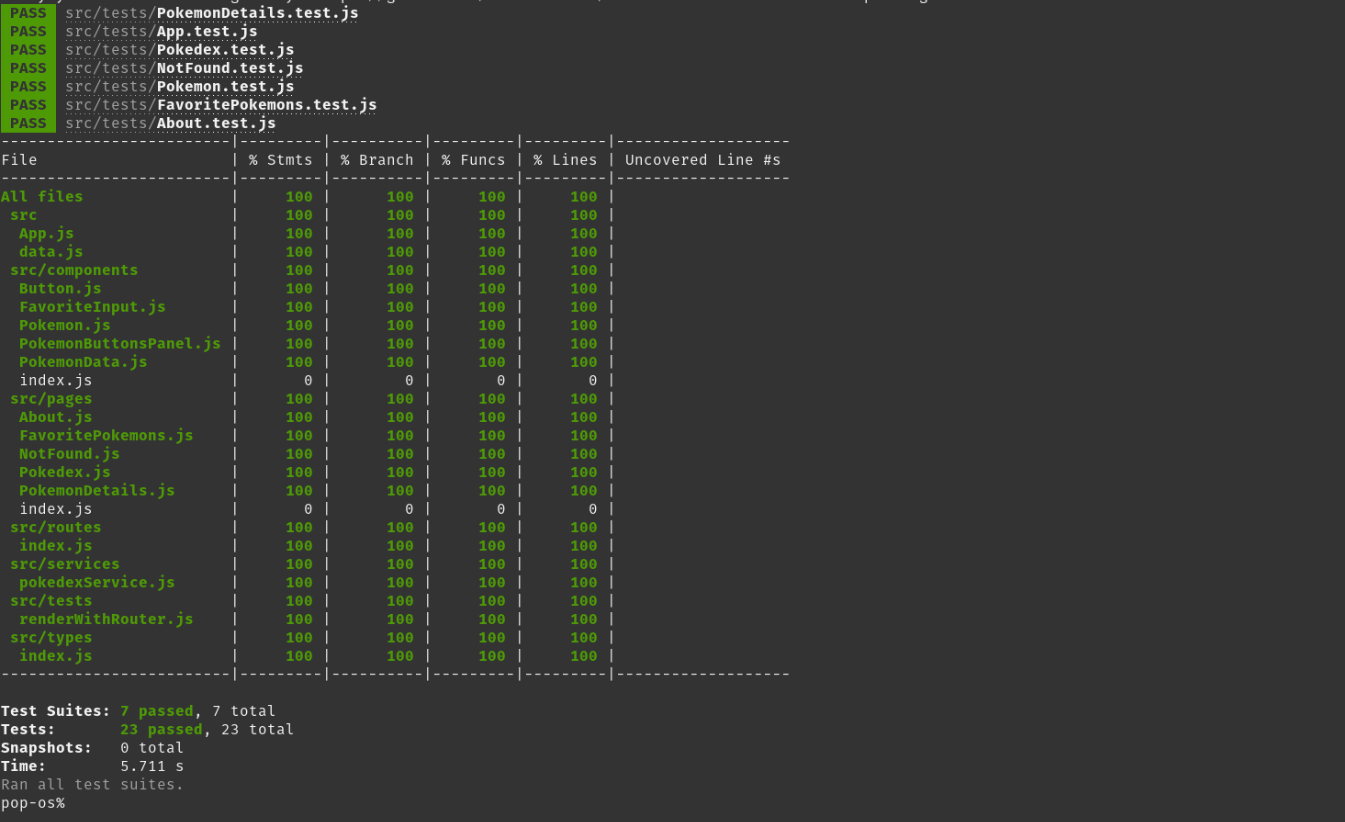 PASS src/tests/PokemonDetails.test.js
PASS src/tests/App.test.js
PASS src/tests/Pokedex.test.js
PASS src/tests/NotFound.test.js
PASS src/tests/Pokemon.test.js
PASS src/tests/FavoritePokemons.test.js
PASS src/tests/About.test.js
-------------------------|---------|----------|---------|---------|-------------------
File                     | % Stmts | % Branch | % Funcs | % Lines | Uncovered Line #s
-------------------------|---------|----------|---------|---------|-------------------
All files                |     100 |      100 |     100 |     100 |
 src                     |     100 |      100 |     100 |     100 |
  App.js                 |     100 |      100 |     100 |     100 |
  data.js                |     100 |      100 |     100 |     100 |
 src/components          |     100 |      100 |     100 |     100 |
  Button.js              |     100 |      100 |     100 |     100 |
  FavoriteInput.js       |     100 |      100 |     100 |     100 |
  Pokemon.js             |     100 |      100 |     100 |     100 |
  PokemonButtonsPanel.js |     100 |      100 |     100 |     100 |
  PokemonData.js         |     100 |      100 |     100 |     100 |
  index.js               |       0 |        0 |       0 |       0 |
 src/pages               |     100 |      100 |     100 |     100 |
  About.js               |     100 |      100 |     100 |     100 |
  FavoritePokemons.js    |     100 |      100 |     100 |     100 |
  NotFound.js            |     100 |      100 |     100 |     100 |
  Pokedex.js             |     100 |      100 |     100 |     100 |
  PokemonDetails.js      |     100 |      100 |     100 |     100 |
  index.js               |       0 |        0 |       0 |       0 |
 src/routes              |     100 |      100 |     100 |     100 |
  index.js               |     100 |      100 |     100 |     100 |
 src/services            |     100 |      100 |     100 |     100 |
  pokedexService.js      |     100 |      100 |     100 |     100 |
 src/tests               |     100 |      100 |     100 |     100 |
  renderWithRouter.js    |     100 |      100 |     100 |     100 |
 src/types               |     100 |      100 |     100 |     100 |
  index.js               |     100 |      100 |     100 |     100 |
-------------------------|---------|----------|---------|---------|-------------------
Test Suites: 7 passed, 7 total
Tests:       23 passed, 23 total
Snapshots:   0 total
Time:        5.711 s
Ran all test suites.
pop-os%